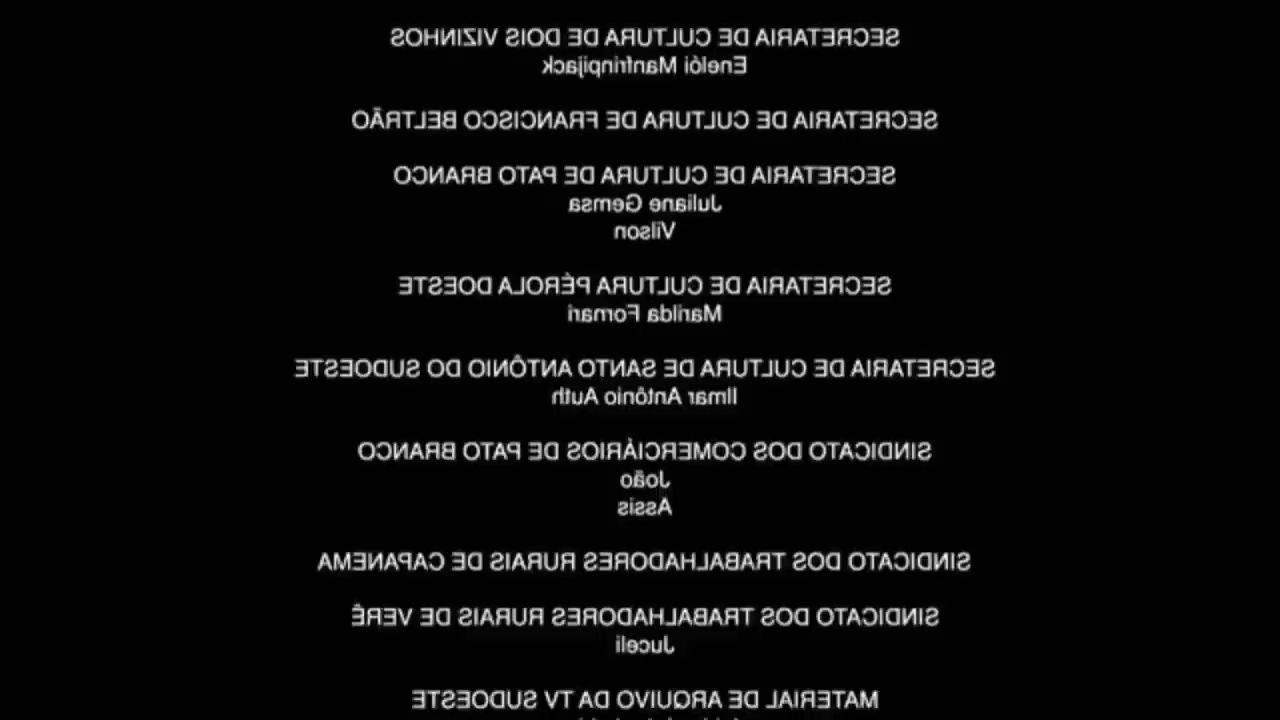 SECRETARIA DE CULTURA DE DOIS VIZINHOS
Enelói Manfrinpijack
SECRETARIA DE CULTURA DE FRANCISCO BELTRÃO
SECRETARIA DE CULTURA DE PATO BRANCO
Juliane Gemsa
Vilson
SECRETARIA DE CULTURA PÉROLA DOESTE
Marilda Fornari
SECRETARIA DE CULTURA DE SANTO ANTÔNIO DO SUDOESTE
Ilmar Antônio Auth
SINDICATO DOS COMERCIÁRIOS DE PATO BRANCO
João
Assis
SINDICATO DOS TRABALHADORES RURAIS DE CAPANEMA
SINDICATO DOS TRABALHADORES RURAIS DE VERÊ
Juceli
MATERIAL DE ARQUIVO DA TV SUDOESTE